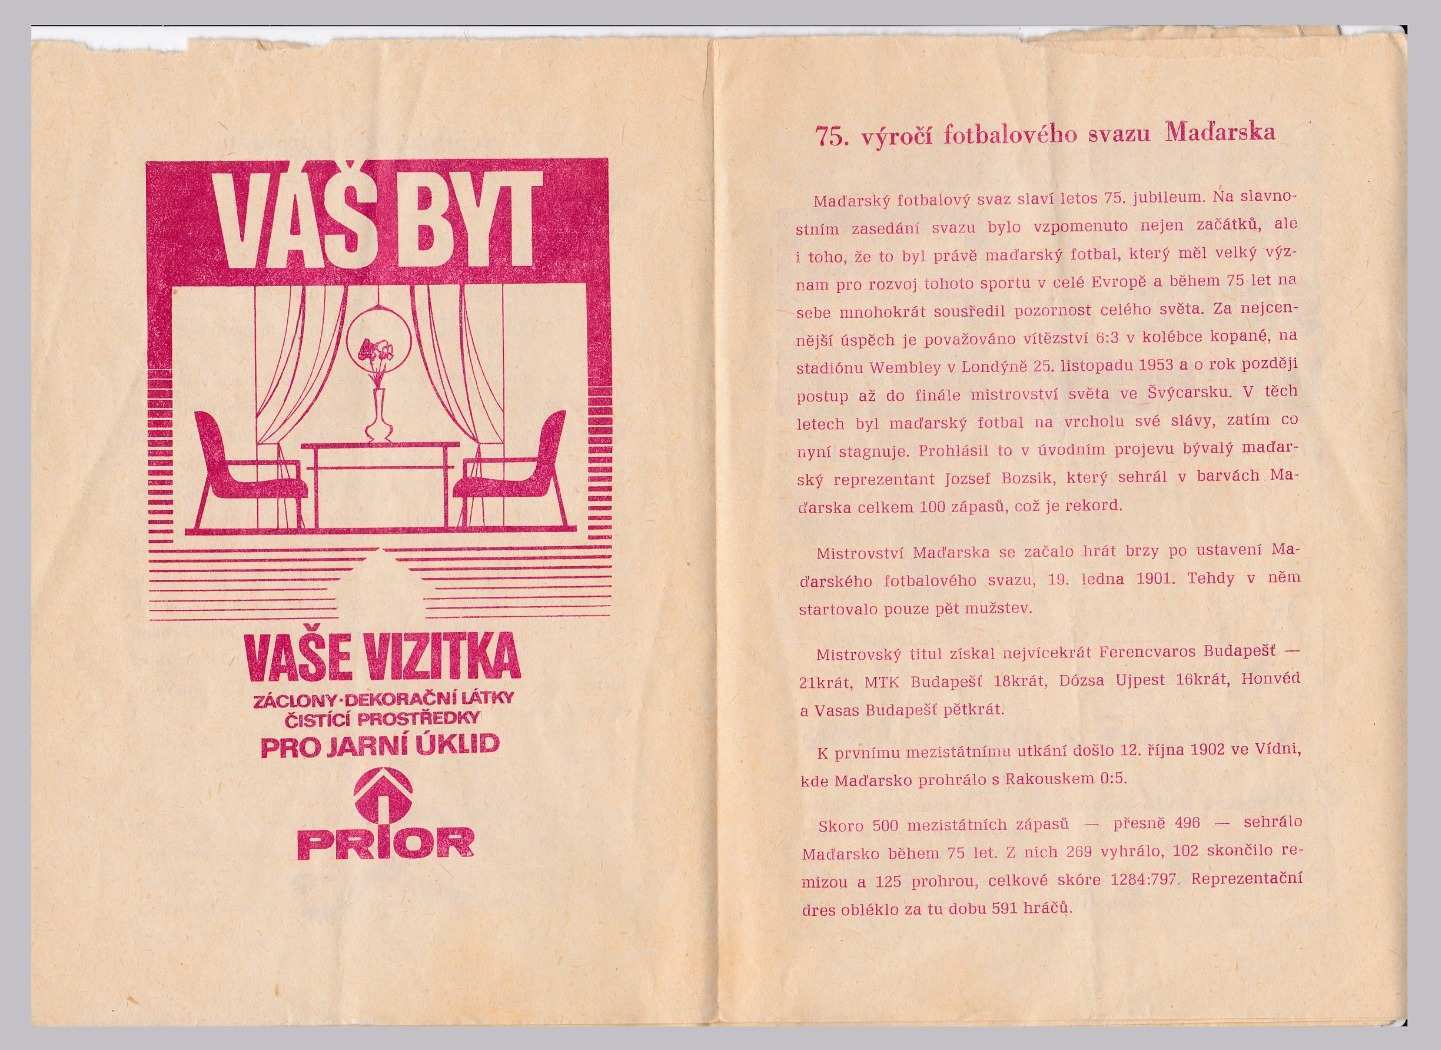 VÁŠ BYT
VAŠE VIZITKA
ZÁCLONY·DEKORAČNÍ LÁTKY
ČISTÍCÍ PROSTŘEDKY
PRO JARNÍ ÚKLID
PRIOR
75. výročí fotbalového svazu Maďarska
Maďarský fotbalový svaz slaví letos 75. jubileum. Na slavno-
stním zasedání svazu bylo vzpomenuto nejen začátků, ale
i toho, že to byl právě maďarský fotbal, který měl velký výz-
nam pro rozvoj tohoto sportu v celé Evropě a během 75 let na
sebe mnohokrát sousředil pozornost celého světa. Za nejcen-
nější úspěch je považováno vítězství 6:3 v kolébce kopané, na
stadiónu Wembley v Londýně 25. listopadu 1953 a o rok později
postup až do finále mistrovství světa ve Švýcarsku. V těch
letech byl maďarský fotbal na vrcholu své slávy, zatím co
nyní stagnuje. Prohlásil to v úvodním projevu bývalý maďar-
ský reprezentant Jozsef Bozsik, který sehrál v barvách Ma-
ďarska celkem 100 zápasů, což je rekord.
Mistrovství Maďarska se začalo hrát brzy po ustavení Ma-
ďarského fotbalového svazu, 19. ledna 1901. Tehdy v něm
startovalo pouze pět mužstev.
Mistrovský titul získal nejvícekrát Ferencvaros Budapešť —
21krát, MTK Budapešť 18krát, Dózsa Ujpest 16krát, Honvéd
a Vasas Budapešť pětkrát.
K prvnímu mezistátnímu utkání došlo 12. října 1902 ve Vídni,
kde Maďarsko prohrálo s Rakouskem 0:5.
Skoro 500 mezistátních zápasů — přesně 496 — sehrálo
Maďarsko během 75 let. Z nich 269 vyhrálo, 102 skončilo re-
mizou a 125 prohrou, celkové skóre 1284:797. Reprezentační
dres obléklo za tu dobu 591 hráčů.